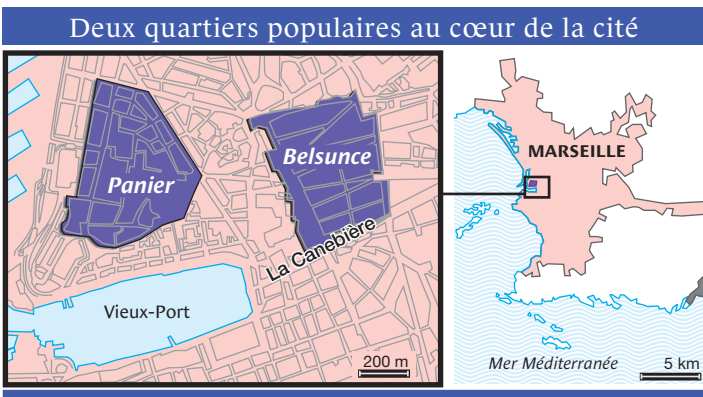 Deux quartiers populaires au cœur de la cité
Panier
Belsunce
La Canebière
Vieux-Port
200 m
MARSEILLE
Mer Méditerranée
5 km